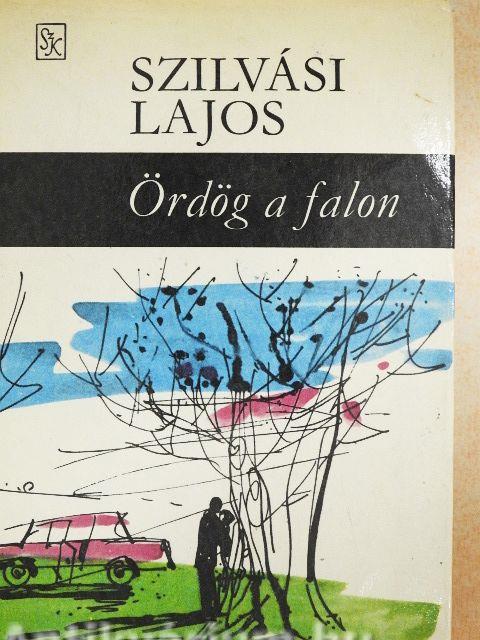 SzK
SZILVÁSI
LAJOS
Ördög a falon